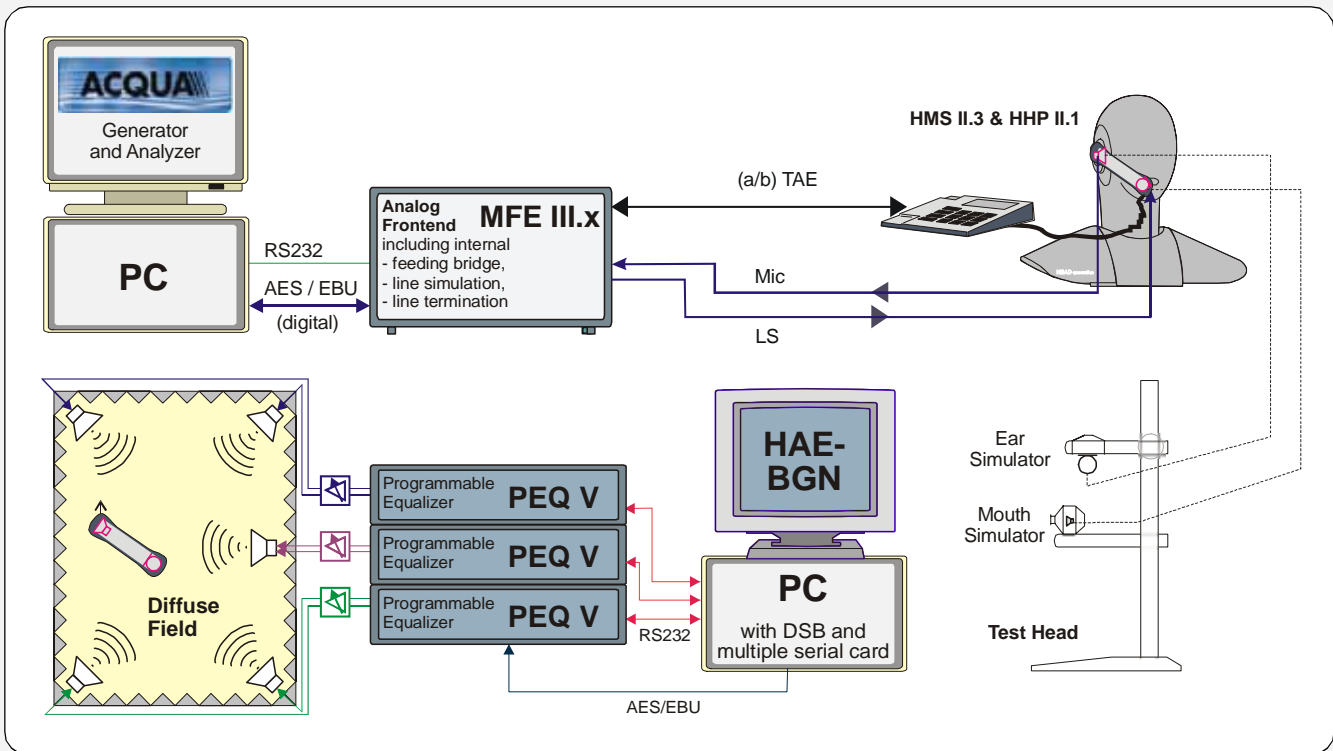 ACQUA
Generator
and Analyzer
PC
RS232
AES / EBU
(digital)
Analog
Frontend
MFE III.x
including internal
- feeding bridge,
- line simulation,
- line termination
(a/b) TAE
Mic
LS
HMS II.3 & HHP II.1
HEAD acoustics
Diffuse
Field
Programmable
Equalizer
PEQ V
Programmable
Equalizer
PEQ V
Programmable
Equalizer
PEQ V
RS232
AES/EBU
HAE-
BGN
PC
with DSB and
multiple serial card
Ear
Simulator
Mouth
Simulator
Test Head